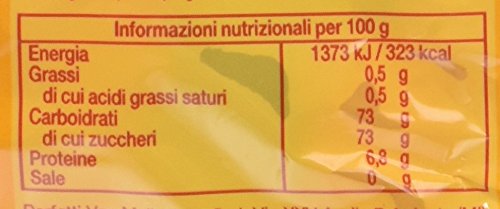 Informazioni nutrizionali per 100 g
Energia 1373 kJ / 323 kcal
Grassi 0,5 g
di cui acidi grassi saturi 0,5 g
Carboidrati 73 g
di cui zuccheri 73 g
Proteine 6,8 g
Sale 0 g